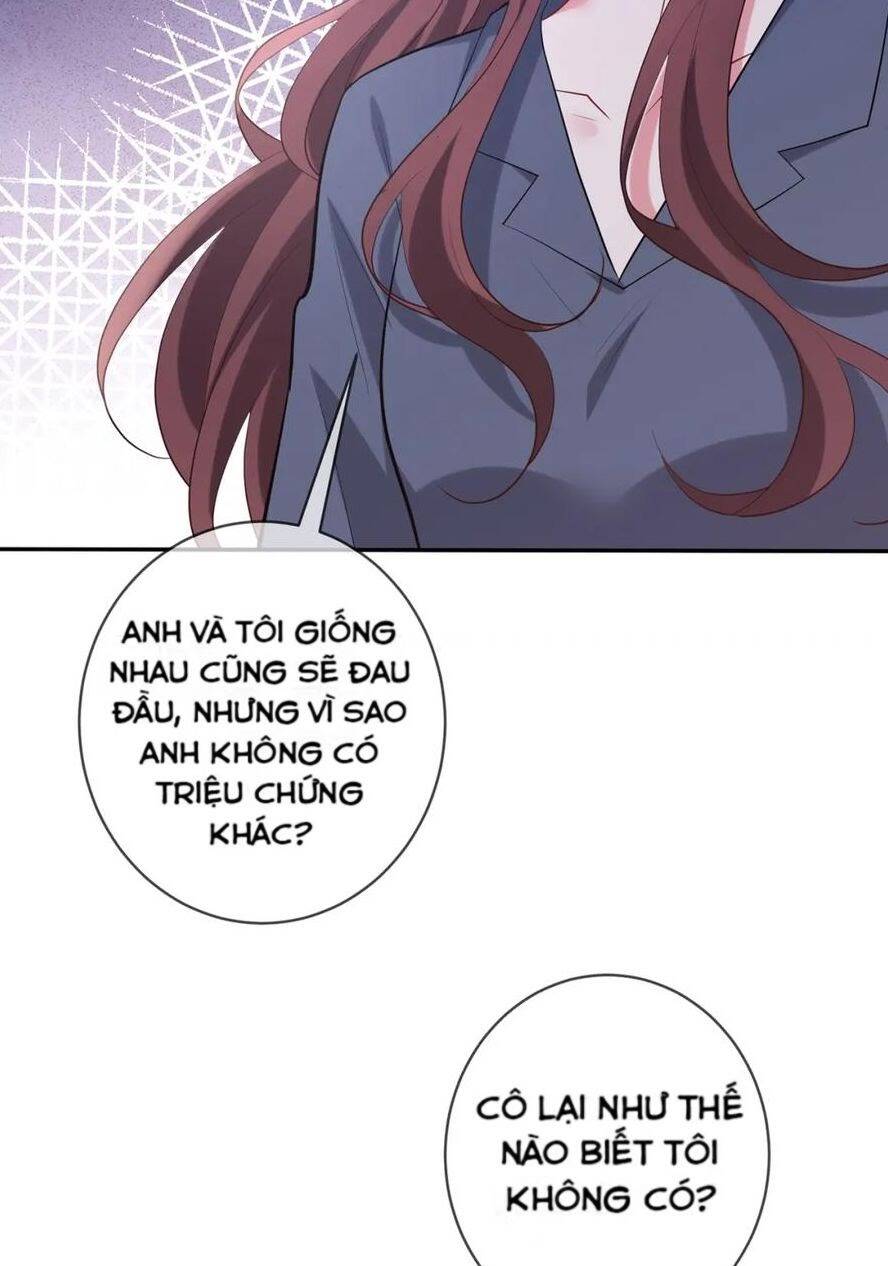 ANH VÀ TÔI GIỐNG
NHAU CŨNG SẼ ĐAU
ĐẦU, NHƯNG VÌ SAO
ANH KHÔNG CÓ
TRIỆU CHỨNG
KHÁC?
CÔ LẠI NHƯ THẾ
NÀO BIẾT TÔI
KHÔNG CÓ?